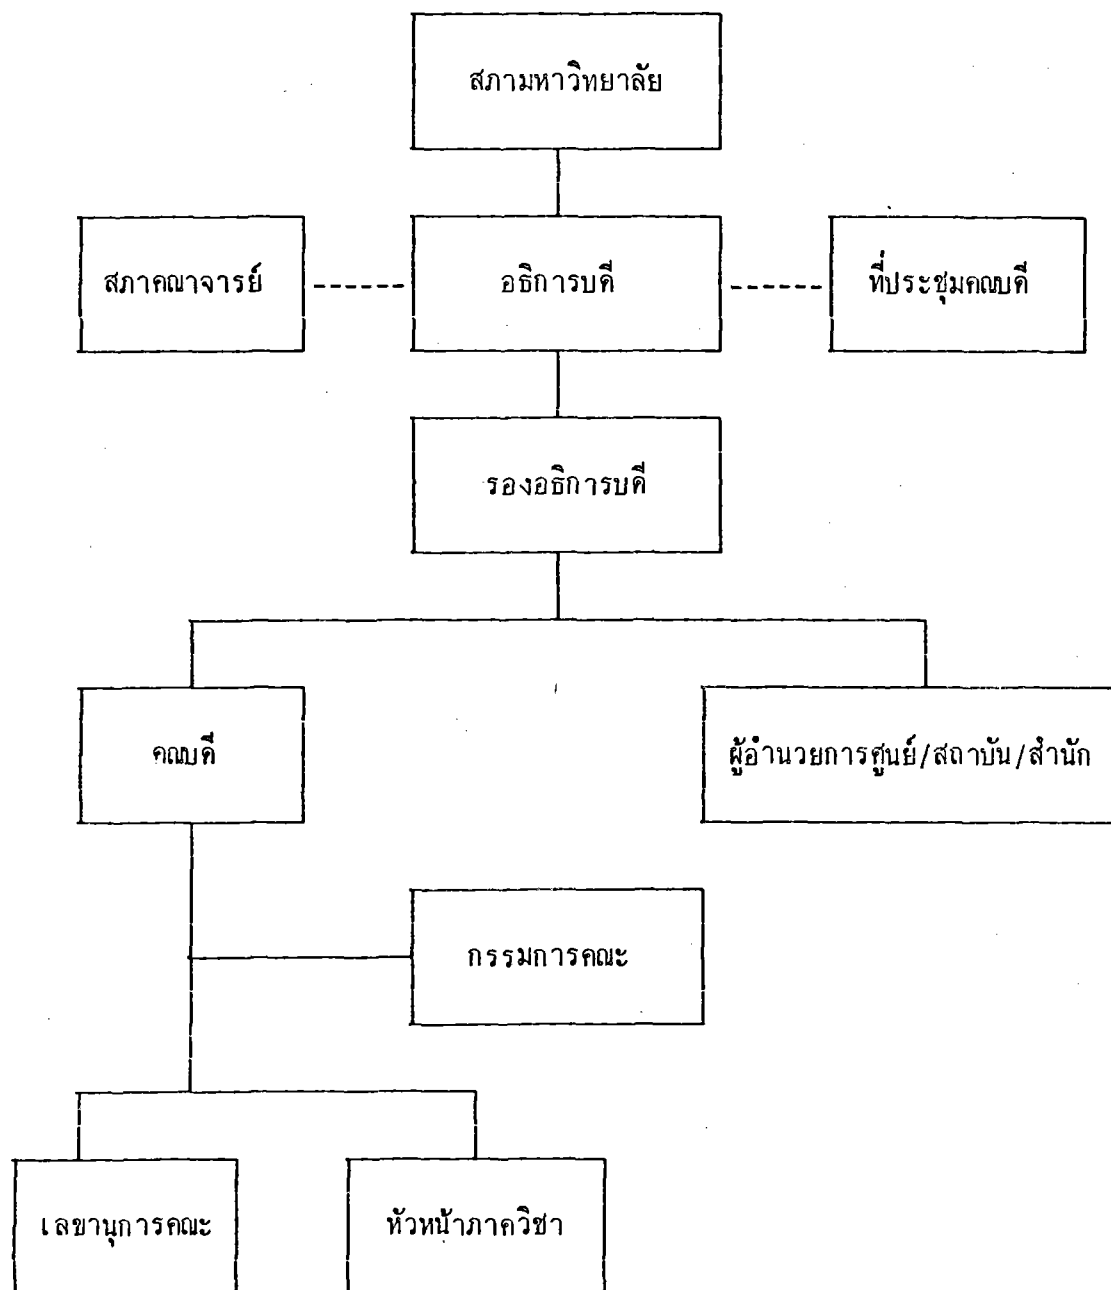 สภามหาวิทยาลัย
สภาคณาจารย์
อธิการบดี
ที่ประชุมคณบดี
รองอธิการบดี
คณบดี
ผู้อำนวยการศูนย์/สถาบัน/สำนัก
กรรมการคณะ
เลขานุการคณะ
หัวหน้าภาควิชา